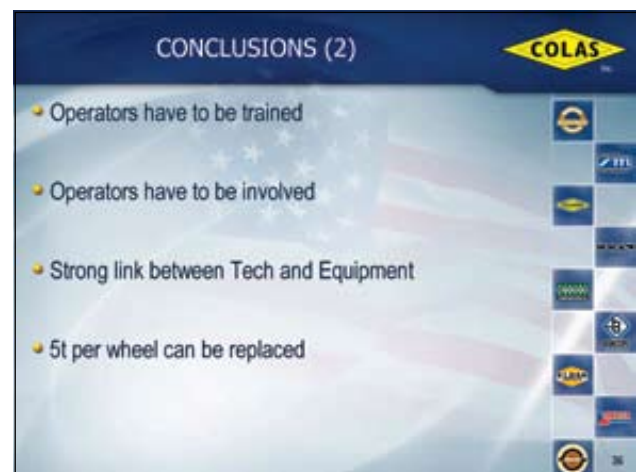 CONCLUSIONS (2)
COLAS
Operators have to be trained
Operators have to be involved
Strong link between Tech and Equipment
5t per wheel can be replaced
36